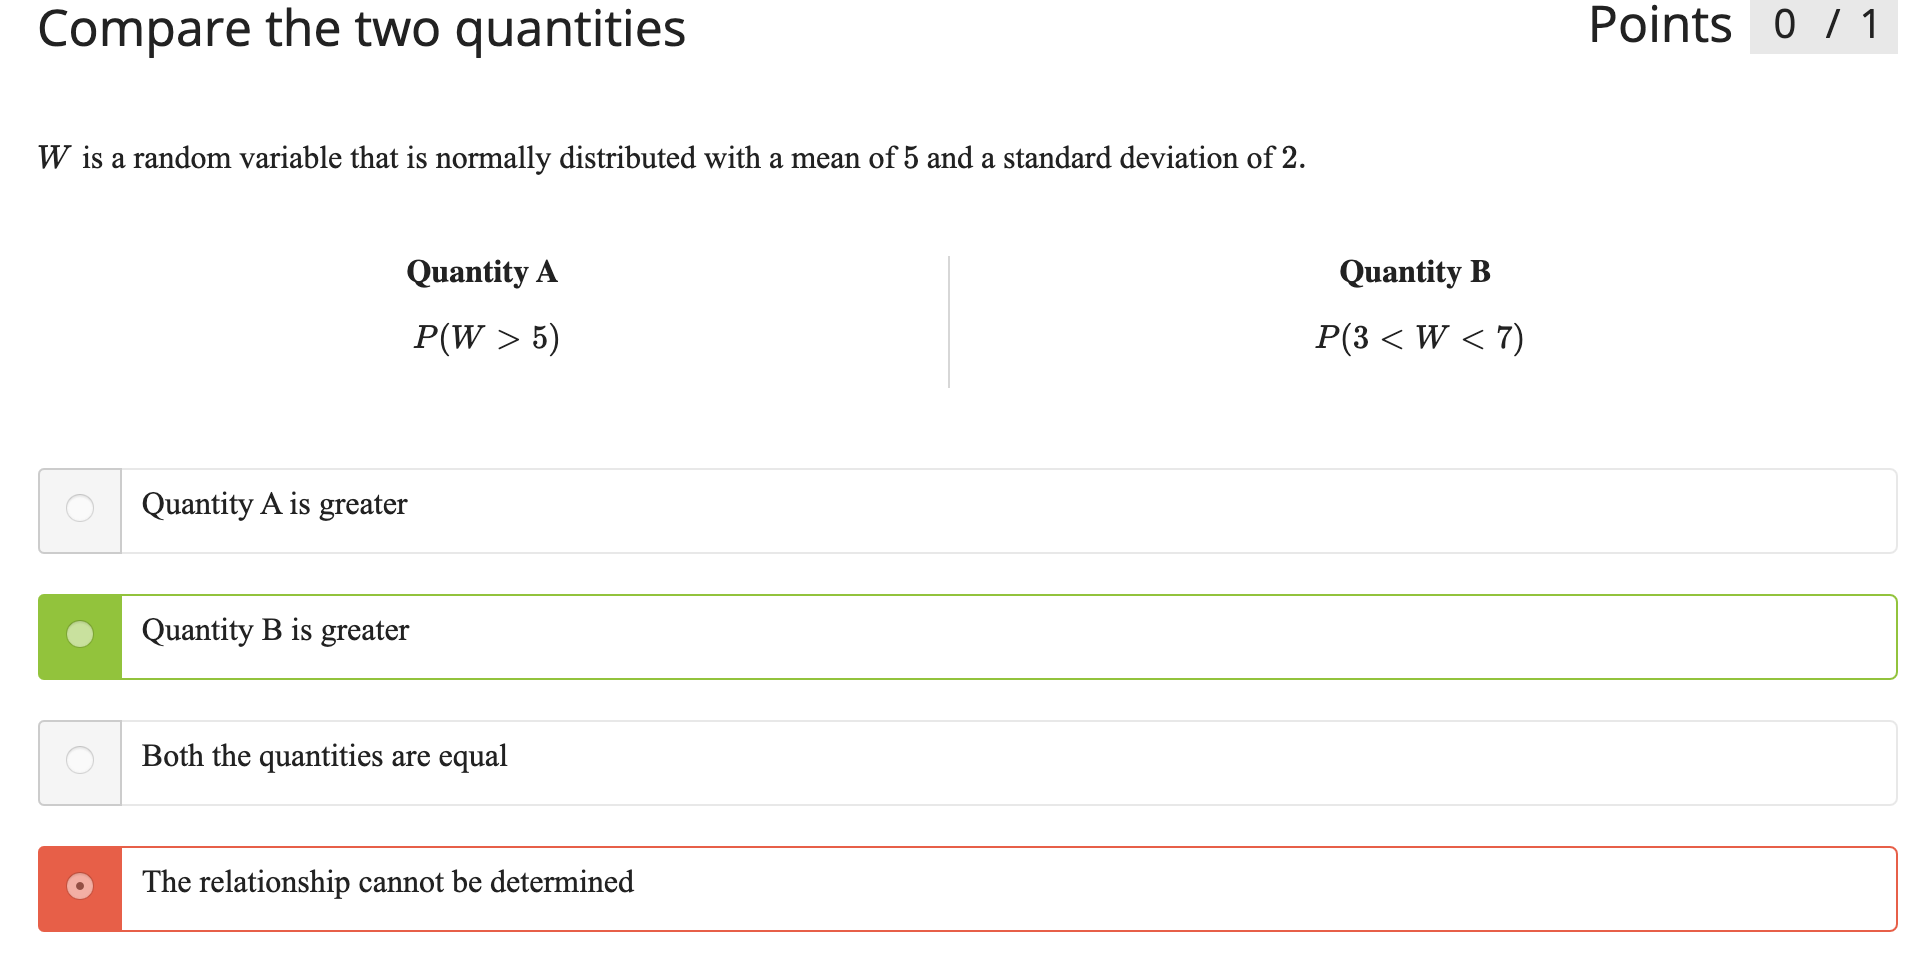 Compare the two quantities
Points 0 / 1
W is a random variable that is normally distributed with a mean of 5 and a standard deviation of 2.
Quantity A
P(W > 5)
Quantity B
P(3 < W < 7)
Quantity A is greater
Quantity B is greater
Both the quantities are equal
The relationship cannot be determined